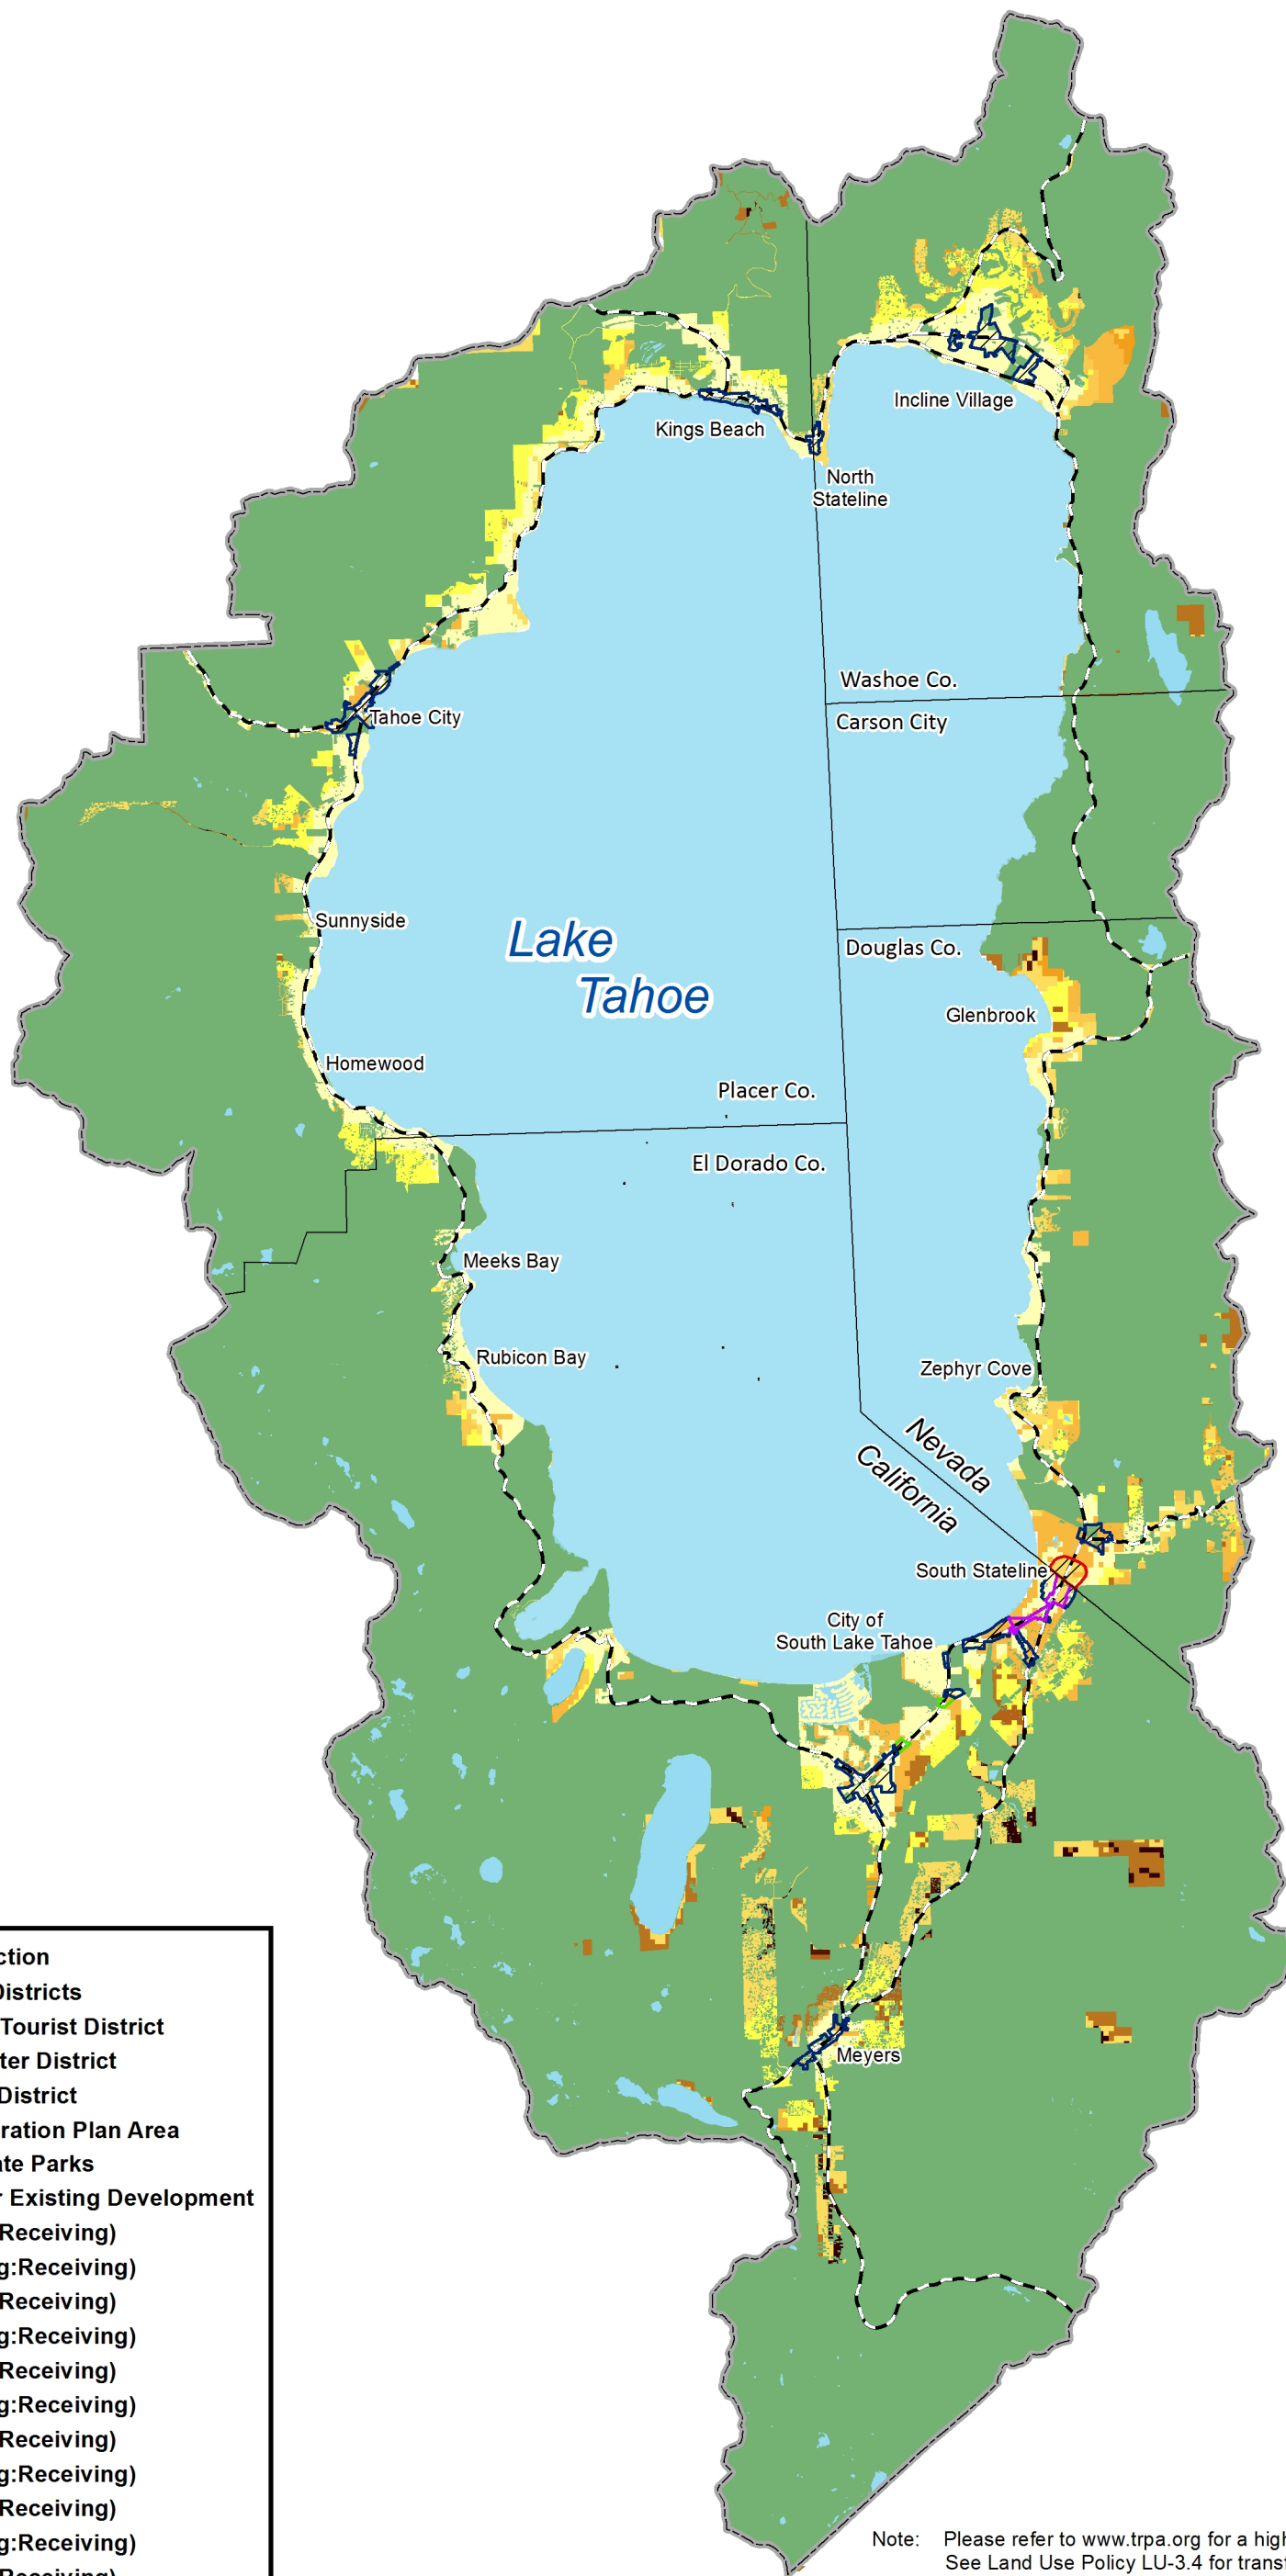 Incline Village
Kings Beach
North
Stateline
Washoe Co.
Carson City
Tahoe City
Sunnyside
Lake
Tahoe
Douglas Co.
Glenbrook
Homewood
Placer Co.
El Dorado Co.
Meeks Bay
Rubicon Bay
Zephyr Cove
Nevada
California
South Stateline
City of
South Lake Tahoe
Meyers
ction
Districts
Tourist District
ter District
District
ration Plan Area
ate Parks
r Existing Development
Receiving)
g:Receiving)
Receiving)
g:Receiving)
Receiving)
g:Receiving)
Receiving)
g:Receiving)
Receiving)
g:Receiving)
Note: Please refer to www.trpa.org for a high
See Land Use Policy LU-3.4 for transf